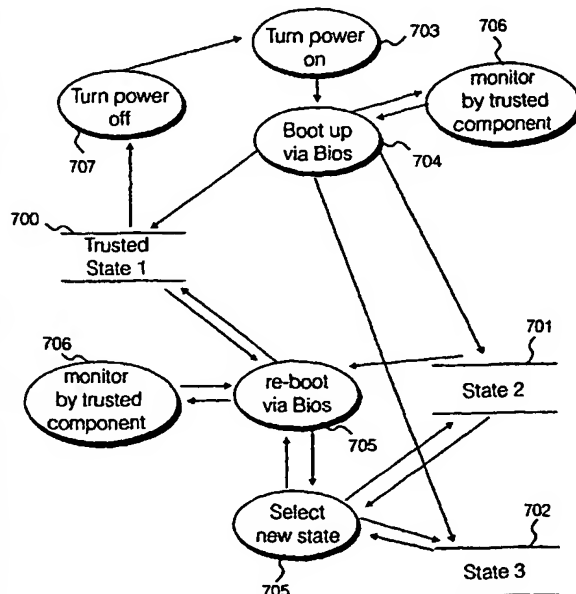 Turn power
on
703
706
monitor
by trusted
component
Turn power
off
707
Boot up
via Bios
704
700
Trusted
State 1
706
monitor
by trusted
component
re-boot
via Bios
705
701
State 2
Select
new state
705
702
State 3